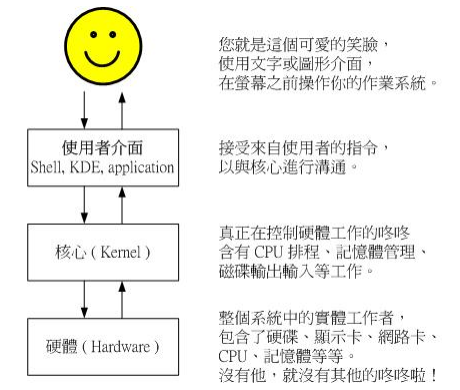 您就是這個可愛的笑臉，
使用文字或圖形介面，
在螢幕之前操作你的作業系統。
使用者介面
Shell, KDE, application
接受來自使用者的指令，
以與核心進行溝通。
核心 ( Kernel )
真正在控制硬體工作的咚咚
含有 CPU 排程、記憶體管理、
磁碟輸出輸入等工作。
硬體 ( Hardware )
整個系統中的實體工作者，
包含了硬碟、顯示卡、網路卡、
CPU、記憶體等等。
沒有他，就沒有其他的咚咚啦！